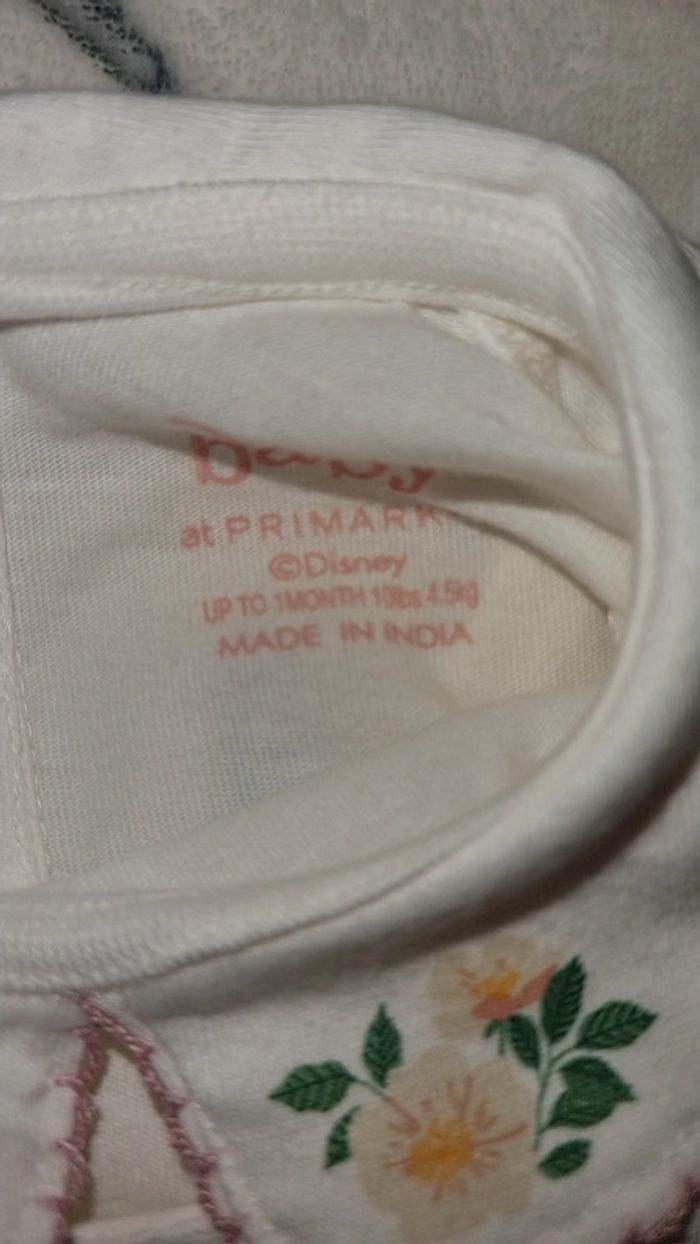 baby
at PRIMARK
©Disney
UP TO 1MONTH 10lbs 4.5kg
MADE IN INDIA